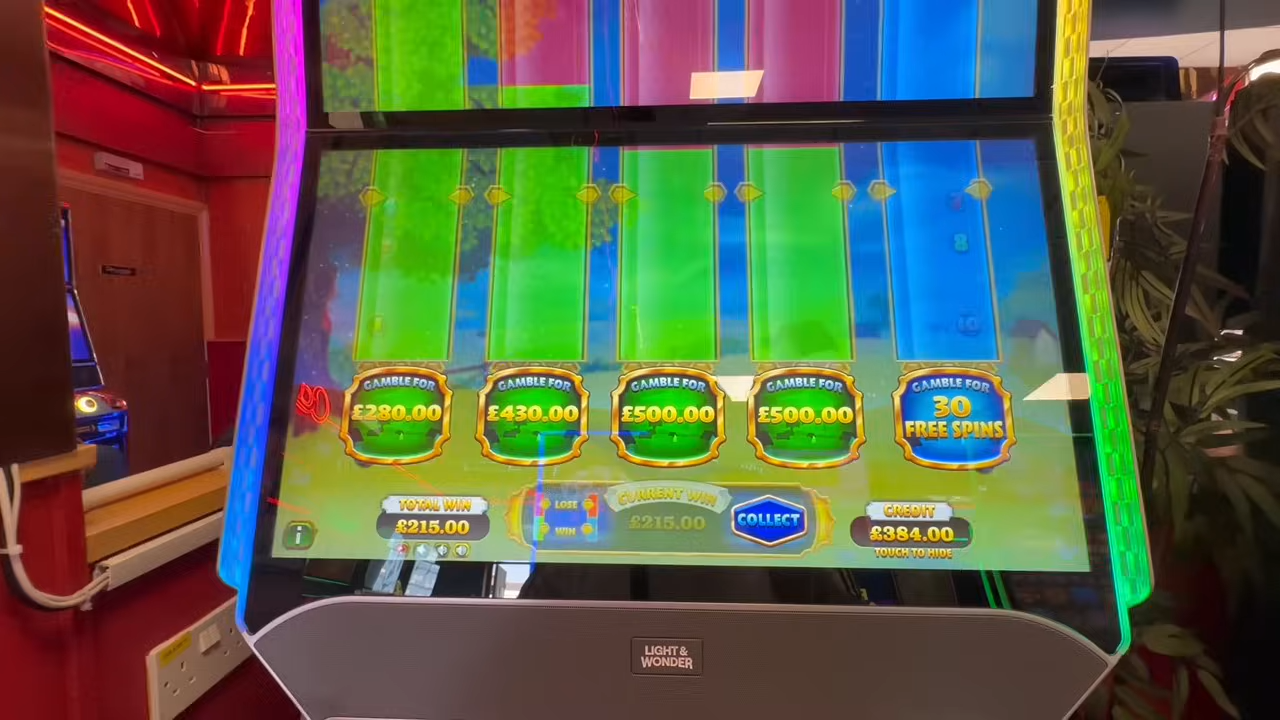 8
10
GAMBLE FOR
£280.00
GAMBLE FOR
£430.00
GAMBLE FOR
£500.00
GAMBLE FOR
£500.00
GAMBLE FOR
30
FREE SPINS
TOTAL WIN
£215.00
LOSE
WIN
CURRENT WIN
£215.00
COLLECT
CREDIT
£384.00
TOUCH TO HIDE
i
LIGHT &
WONDER